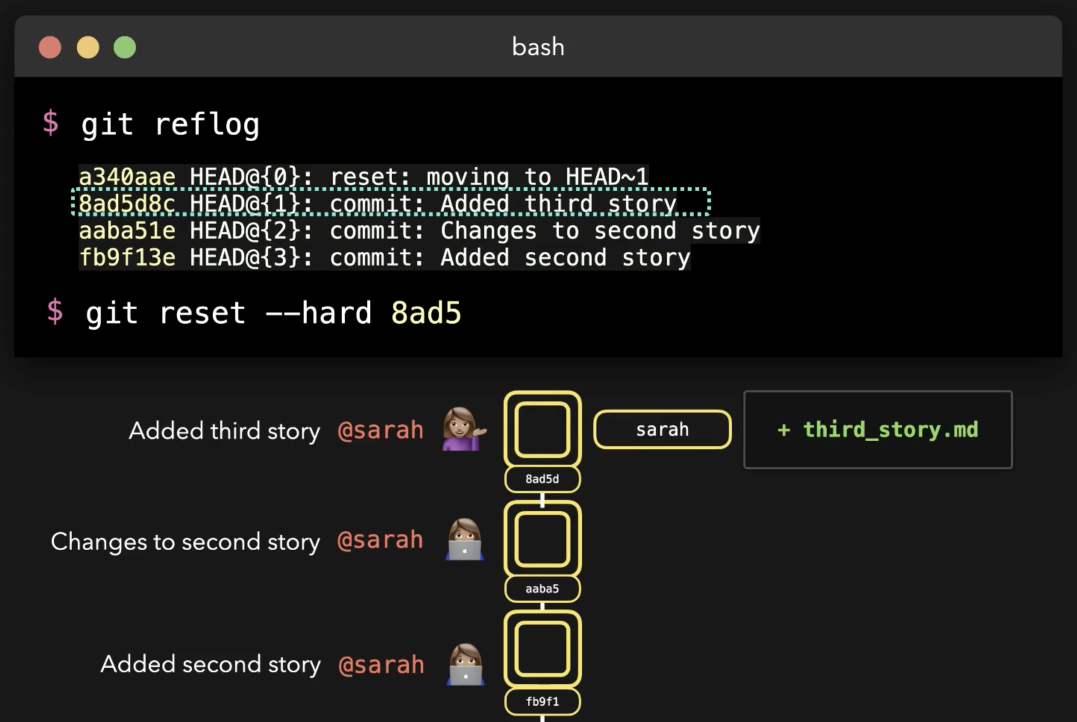 bash
$ git reflog
a340aae HEAD@{0}: reset: moving to HEAD~1
8ad5d8c HEAD@{1}: commit: Added third story
aaba51e HEAD@{2}: commit: Changes to second story
fb9f13e HEAD@{3}: commit: Added second story
$ git reset --hard 8ad5
Added third story @sarah sarah + third_story.md
8ad5d
Changes to second story @sarah
aaba5
Added second story @sarah
fb9f1